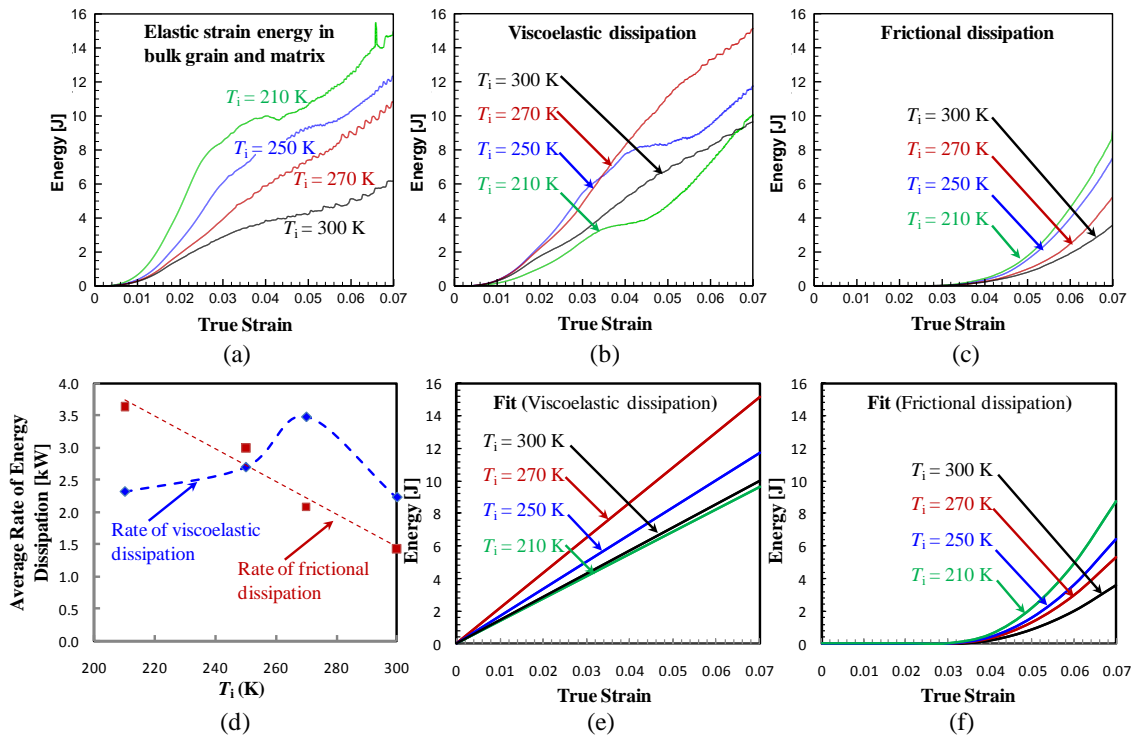 Elastic strain energy in
bulk grain and matrix
Ti = 210 K
Ti = 250 K
Ti = 270 K
Ti = 300 K
Energy [J]
16
14
12
10
8
6
4
2
0
0 0.01 0.02 0.03 0.04 0.05 0.06 0.07
True Strain
(a)
Viscoelastic dissipation
Ti = 300 K
Ti = 270 K
Ti = 250 K
Ti = 210 K
Energy [J]
16
14
12
10
8
6
4
2
0
0 0.01 0.02 0.03 0.04 0.05 0.06 0.07
True Strain
(b)
Frictional dissipation
Ti = 300 K
Ti = 270 K
Ti = 250 K
Ti = 210 K
Energy [J]
16
14
12
10
8
6
4
2
0
0 0.01 0.02 0.03 0.04 0.05 0.06 0.07
True Strain
(c)
Average Rate of Energy
Dissipation [kW]
4.0
3.5
3.0
2.5
2.0
1.5
1.0
0.5
0.0
Rate of viscoelastic
dissipation
Rate of frictional
dissipation
200 220 240 260 280 300
Ti (K)
(d)
Fit (Viscoelastic dissipation)
Ti = 300 K
Ti = 270 K
Ti = 250 K
Ti = 210 K
Energy [J]
16
14
12
10
8
6
4
2
0
0 0.01 0.02 0.03 0.04 0.05 0.06 0.07
True Strain
(e)
Fit (Frictional dissipation)
Ti = 300 K
Ti = 270 K
Ti = 250 K
Ti = 210 K
Energy [J]
16
14
12
10
8
6
4
2
0
0 0.01 0.02 0.03 0.04 0.05 0.06 0.07
True Strain
(f)